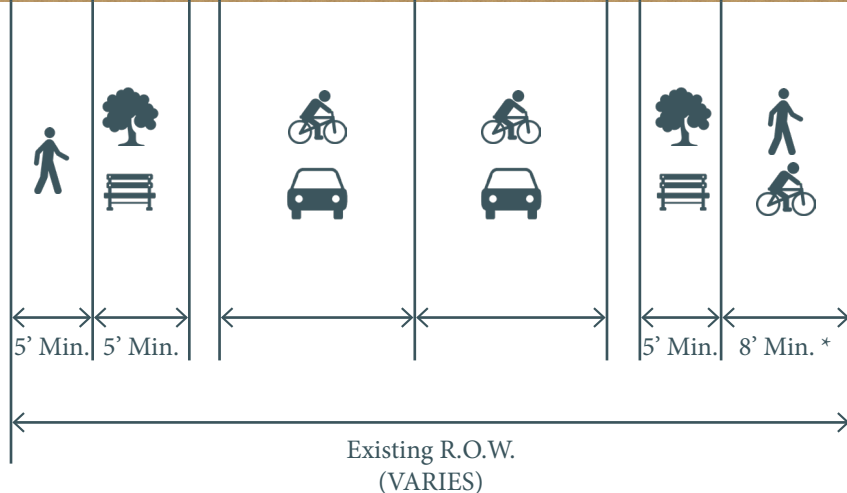 5’ Min.
5’ Min.
5’ Min.
8’ Min. *
Existing R.O.W.
(VARIES)